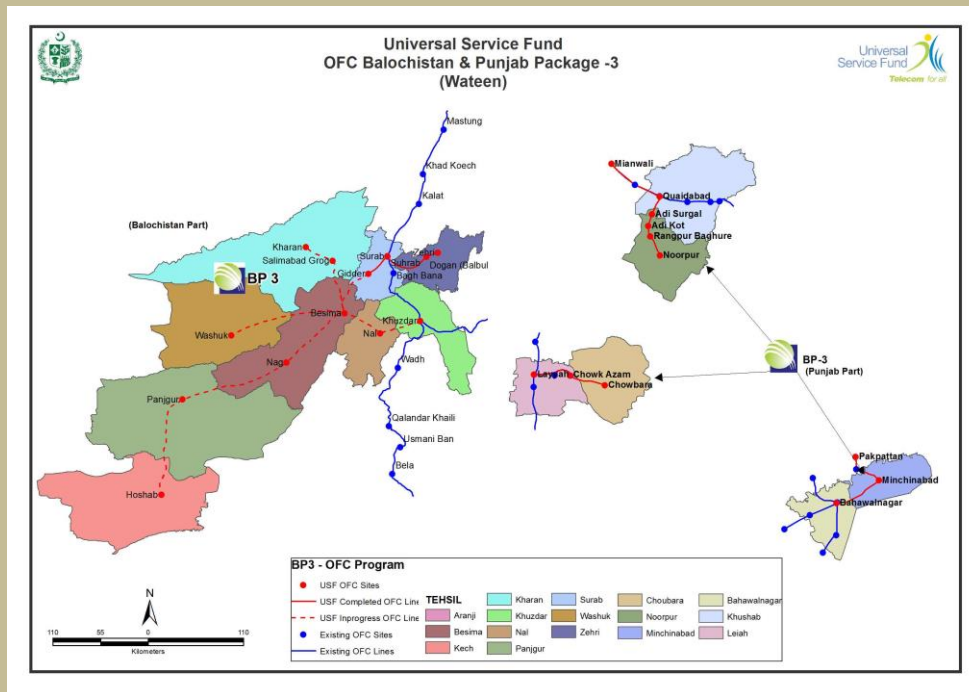 Universal Service Fund
OFC Balochistan & Punjab Package -3
(Wateen)
Universal
Service Fund
Telecom for all
Mastung
Khad Koech
Kalat
(Balochistan Part)
Kharan
Salimabad Grog
Gidder
Surab
Suhrab
Zehri
Dogan (Balbul
Bagh Bana
BP 3
Besima
Khuzdar
Nal
Washuk
Nag
Wadh
Panjgur
Qalandar Khaili
Usmani Ban
Bela
Hoshab
Mianwali
Quaidabad
Adi Surgal
Adi Kot
Rangpur Baghure
Noorpur
BP-3
(Punjab Part)
Layyah
Chowk Azam
Chowbara
Pakpattan
Minchinabad
Bahawalnagar
N
110 55 0 110
Kilometers
BP3 - OFC Program
USF OFC Sites
USF Completed OFC Line
USF Inprogress OFC Line
Existing OFC Sites
Existing OFC Lines
TEHSIL
Aranji
Besima
Kech
Kharan
Khuzdar
Nal
Panjgur
Surab
Washuk
Zehri
Choubara
Noorpur
Minchinabad
Bahawalnagar
Khushab
Leiah